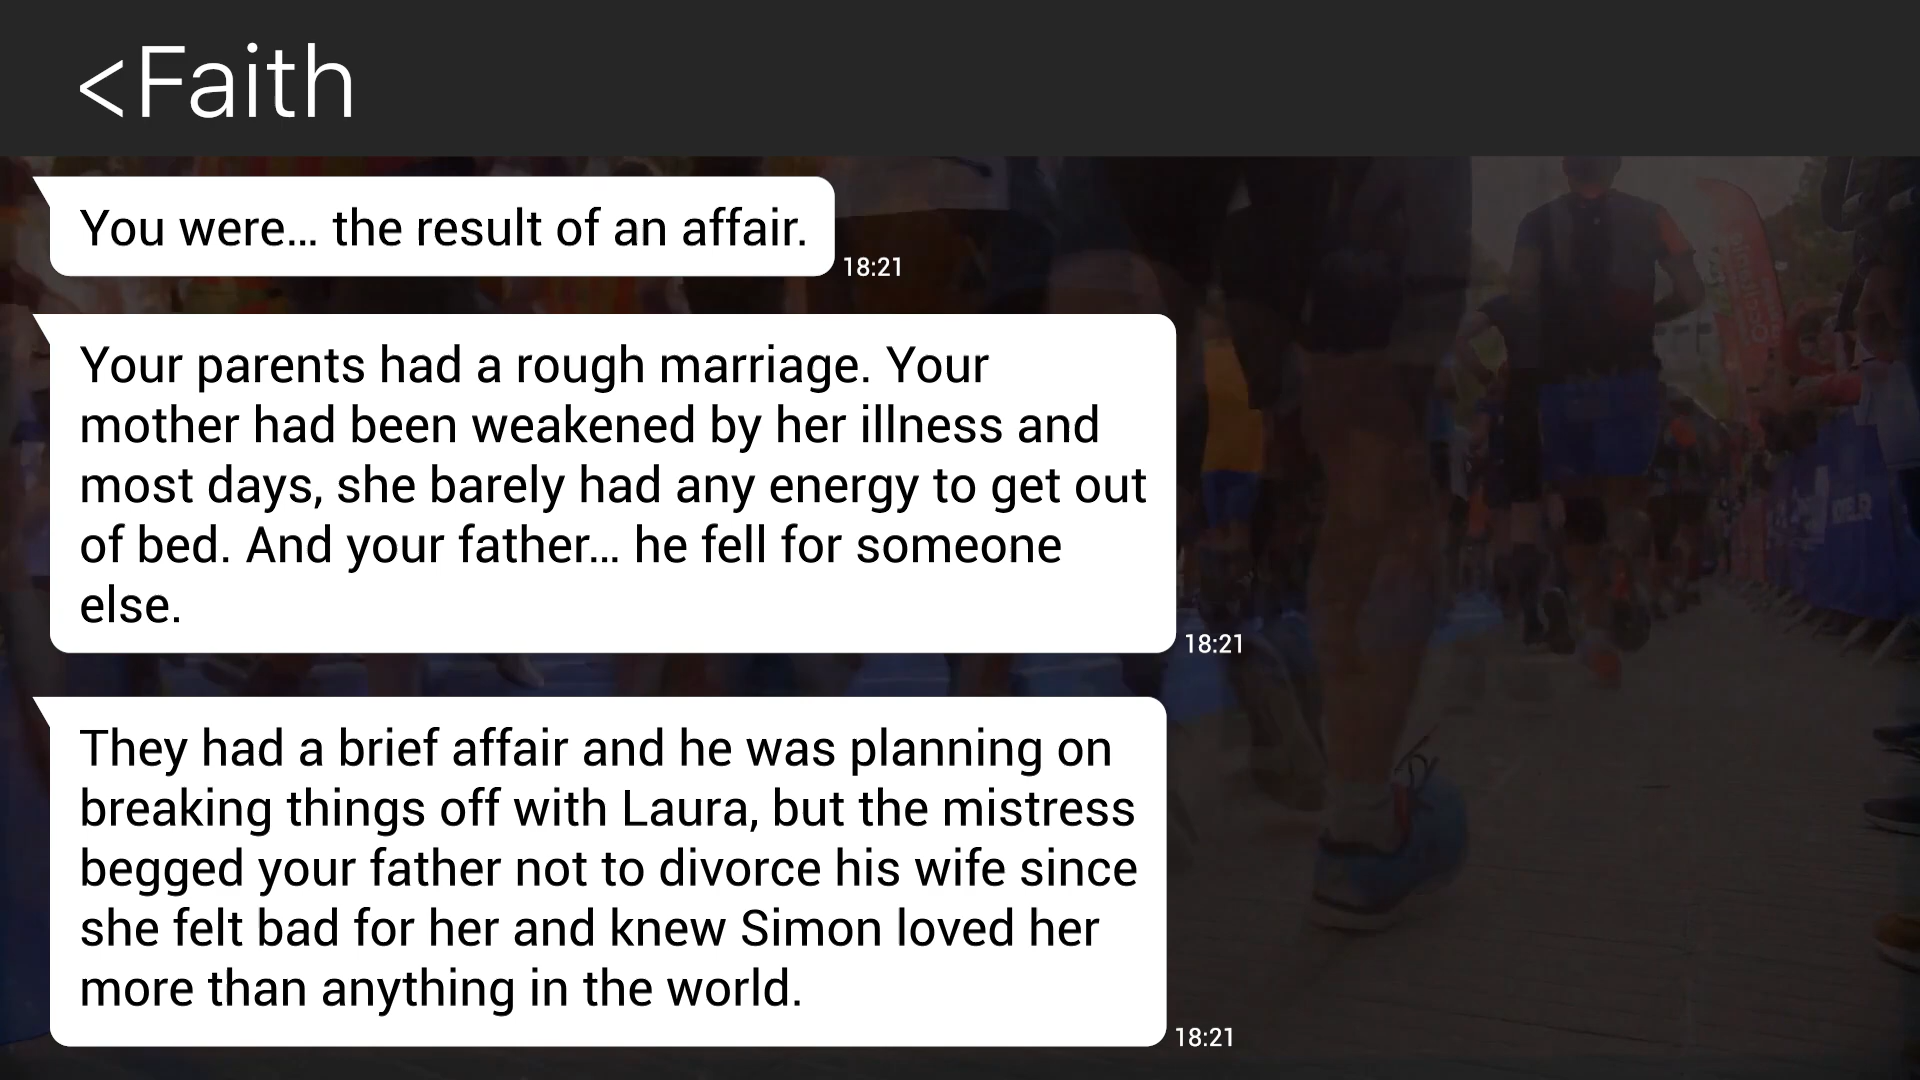 <Faith
You were… the result of an affair.
18:21
Your parents had a rough marriage. Your
mother had been weakened by her illness and
most days, she barely had any energy to get out
of bed. And your father… he fell for someone
else.
18:21
They had a brief affair and he was planning on
breaking things off with Laura, but the mistress
begged your father not to divorce his wife since
she felt bad for her and knew Simon loved her
more than anything in the world.
18:21